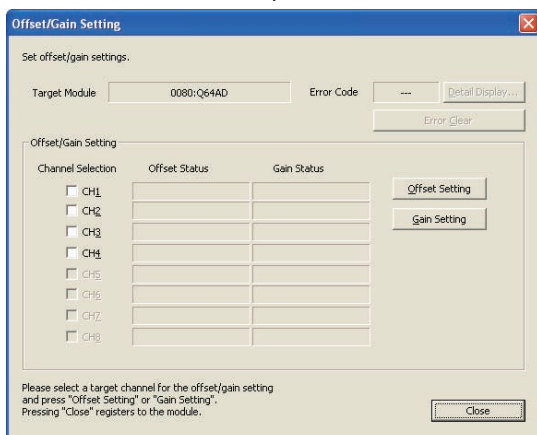 Offset/Gain Setting
Set offset/gain settings.
Target Module 0080:Q64AD Error Code --- Detail Display...
Error Clear
Offset/Gain Setting
Channel Selection Offset Status Gain Status
CH1
CH2
CH3
CH4
CH5
CH6
CH7
CH8
Offset Setting
Gain Setting
Please select a target channel for the offset/gain setting
and press "Offset Setting" or "Gain Setting".
Pressing "Close" registers to the module.
Close